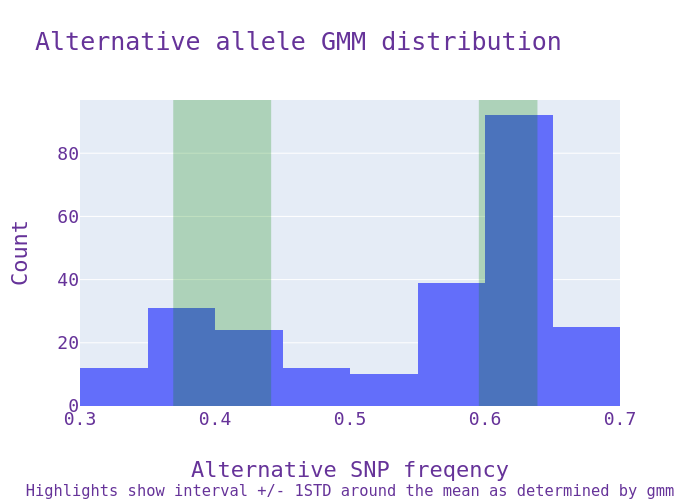 Alternative allele GMM distribution
Count
80
60
40
20
0
0.3 0.4 0.5 0.6 0.7
Alternative SNP freqency
Highlights show interval +/- 1STD around the mean as determined by gmm